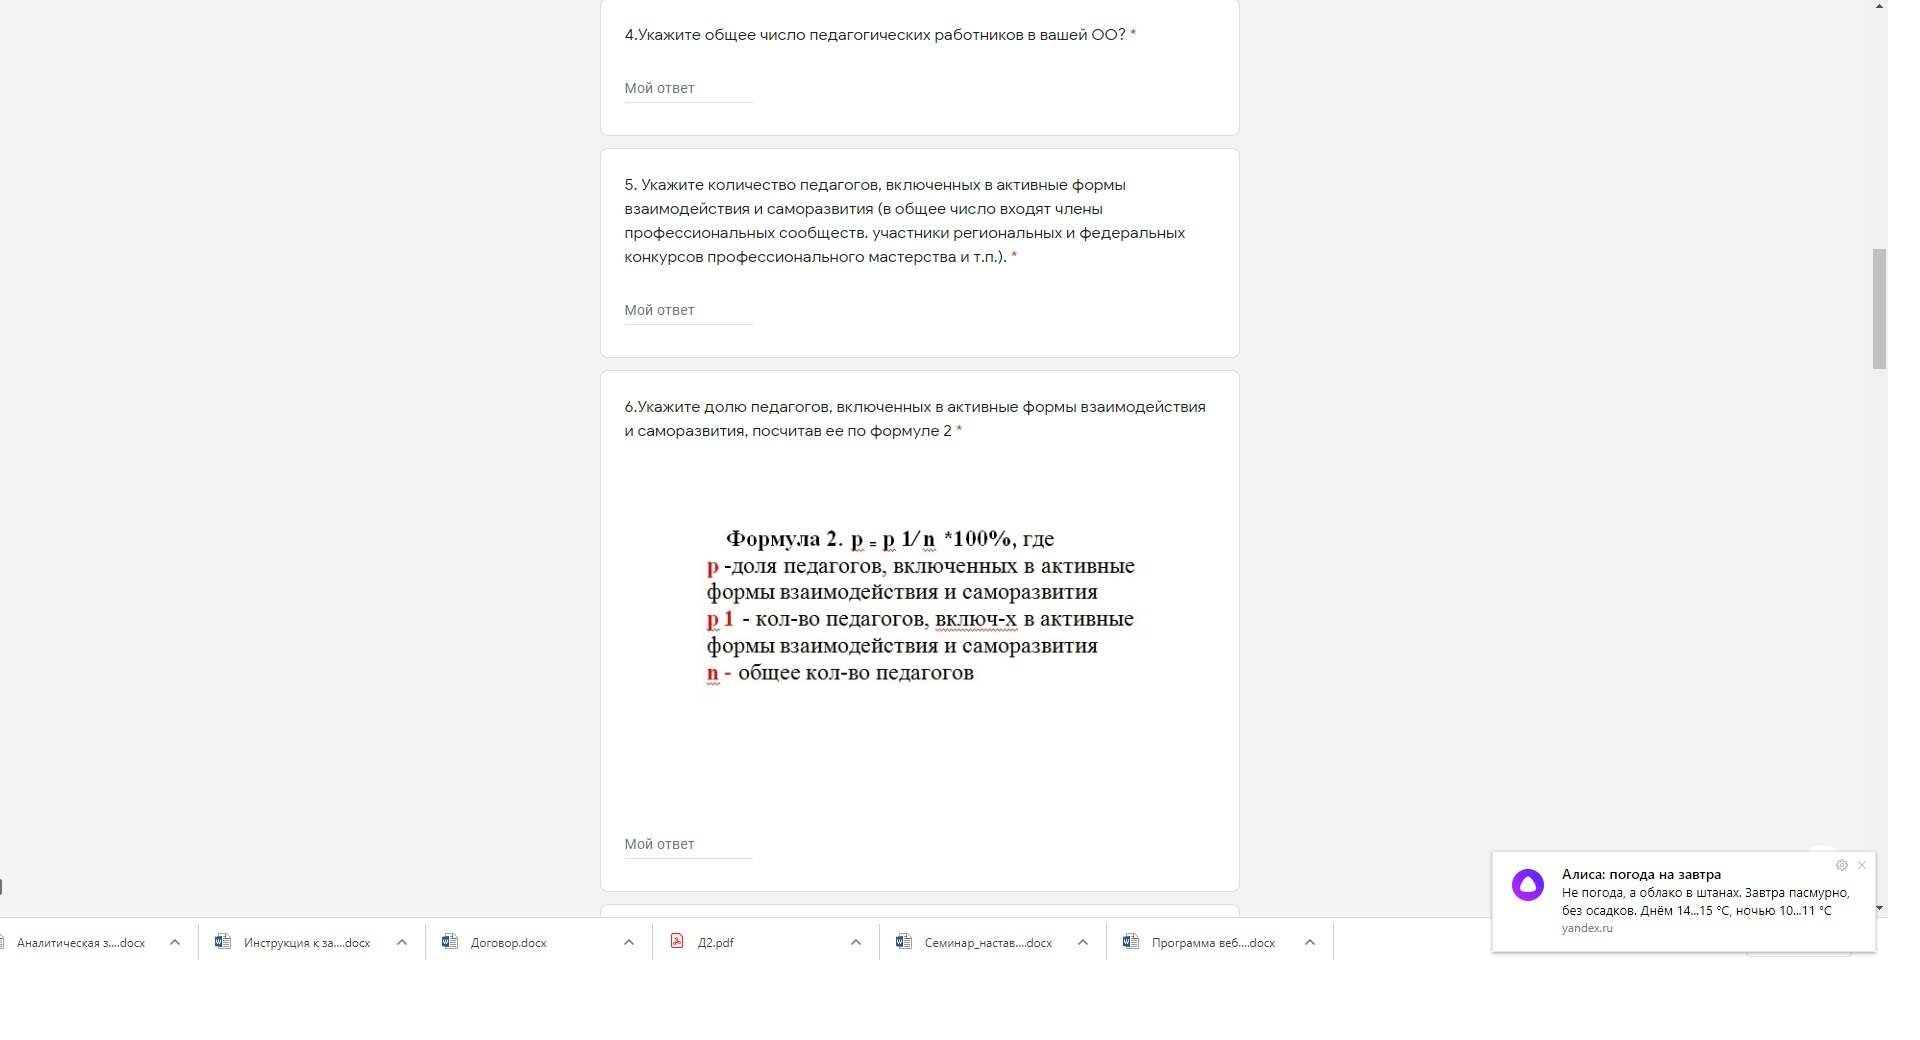 4.Укажите общее число педагогических работников в вашей ОО? *
Мой ответ
5. Укажите количество педагогов, включенных в активные формы
взаимодействия и саморазвития (в общее число входят члены
профессиональных сообществ. участники региональных и федеральных
конкурсов профессионального мастерства и т.п.). *
Мой ответ
6.Укажите долю педагогов, включенных в активные формы взаимодействия
и саморазвития, посчитав ее по формуле 2 *
Формула 2. p = p 1/ n *100%, где
p -доля педагогов, включенных в активные
формы взаимодействия и саморазвития
p 1 - кол-во педагогов, включ-х в активные
формы взаимодействия и саморазвития
n - общее кол-во педагогов
Мой ответ
Алиса: погода на завтра
Не погода, а облако в штанах. Завтра пасмурно,
без осадков. Днём 14...15 °C, ночью 10...11 °C
yandex.ru
Аналитическая з....docx
Инструкция к за....docx
Договор.docx
Д2.pdf
Семинар_настав....docx
Программа веб....docx